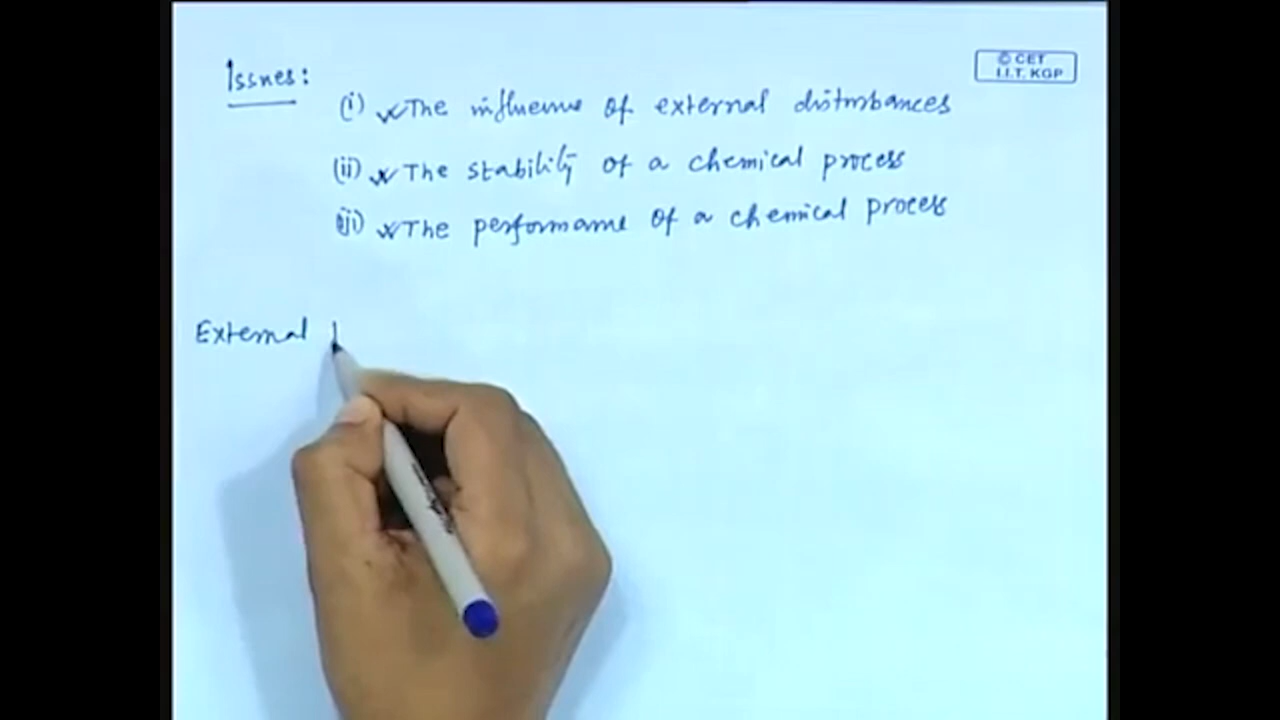 Issues:
© CET
I.I.T. KGP
(i) The influence of external disturbances
(ii) The stability of a chemical process
(iii) The performance of a chemical process
External